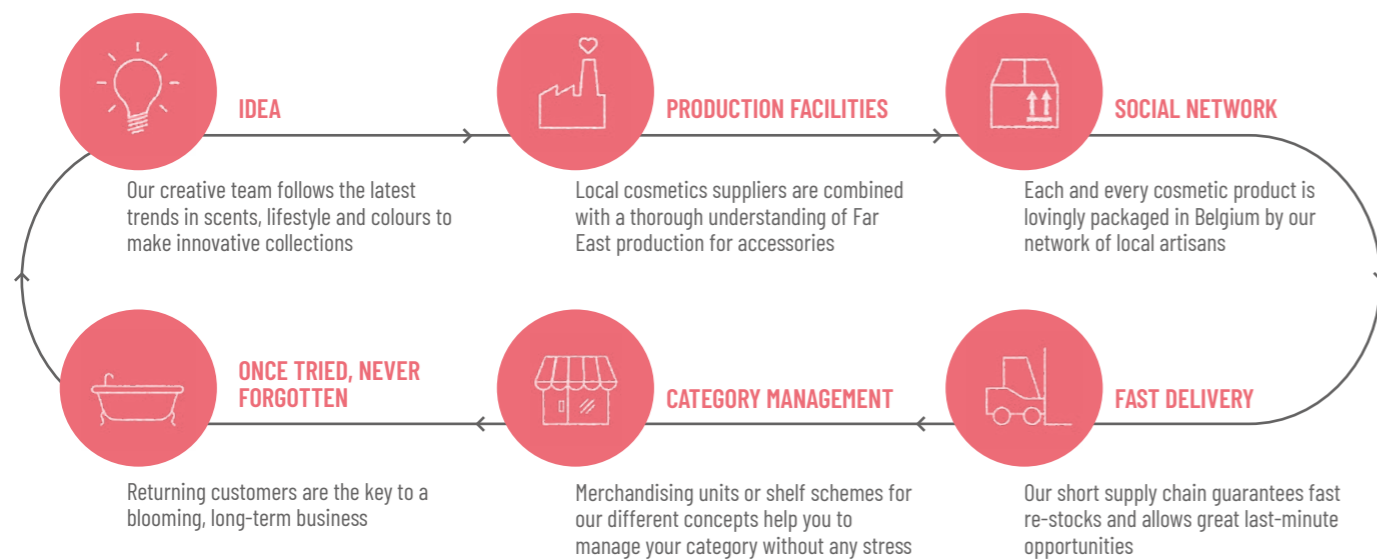 IDEA
Our creative team follows the latest
trends in scents, lifestyle and colours to
make innovative collections
PRODUCTION FACILITIES
Local cosmetics suppliers are combined
with a thorough understanding of Far
East production for accessories
SOCIAL NETWORK
Each and every cosmetic product is
lovingly packaged in Belgium by our
network of local artisans
FAST DELIVERY
Our short supply chain guarantees fast
re-stocks and allows great last-minute
opportunities
CATEGORY MANAGEMENT
Merchandising units or shelf schemes for
our different concepts help you to
manage your category without any stress
ONCE TRIED, NEVER
FORGOTTEN
Returning customers are the key to a
blooming, long-term business